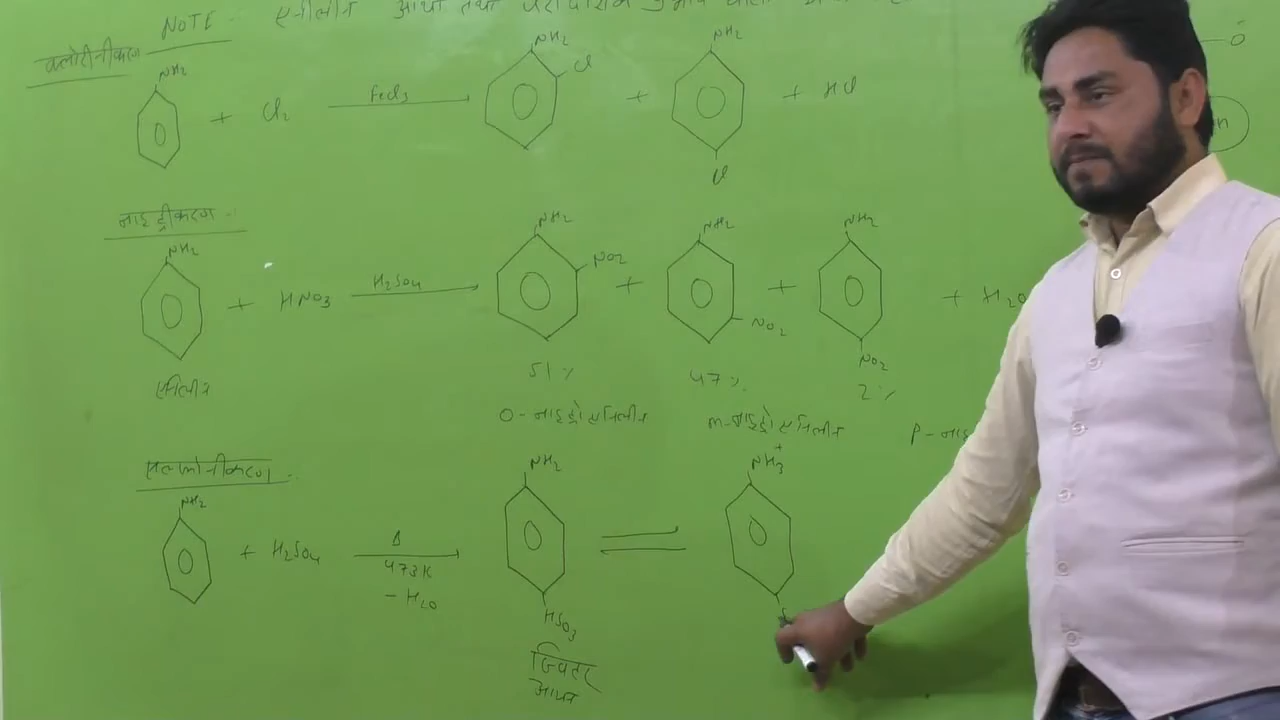 NOTE :-
क्लोरीनीकरण
NH2 NH2 Cl NH2
+ Cl2 FeCl3 + + HCl
Cl
नाइट्रीकरण :-
NH2 NH2 NO2 NH2 NH2
+ HNO3 H2SO4 + + + H2O
NO2 NO2
एनिलीन 51% 47% 2%
O-नाइट्रो एनिलीन m-नाइट्रो एनिलीन P-नाइ
सल्फोनीकरण :-
NH2 NH2 NH3+
+ H2SO4 Δ 473K -H2O
HSO3 S
ज्विटर
आयन